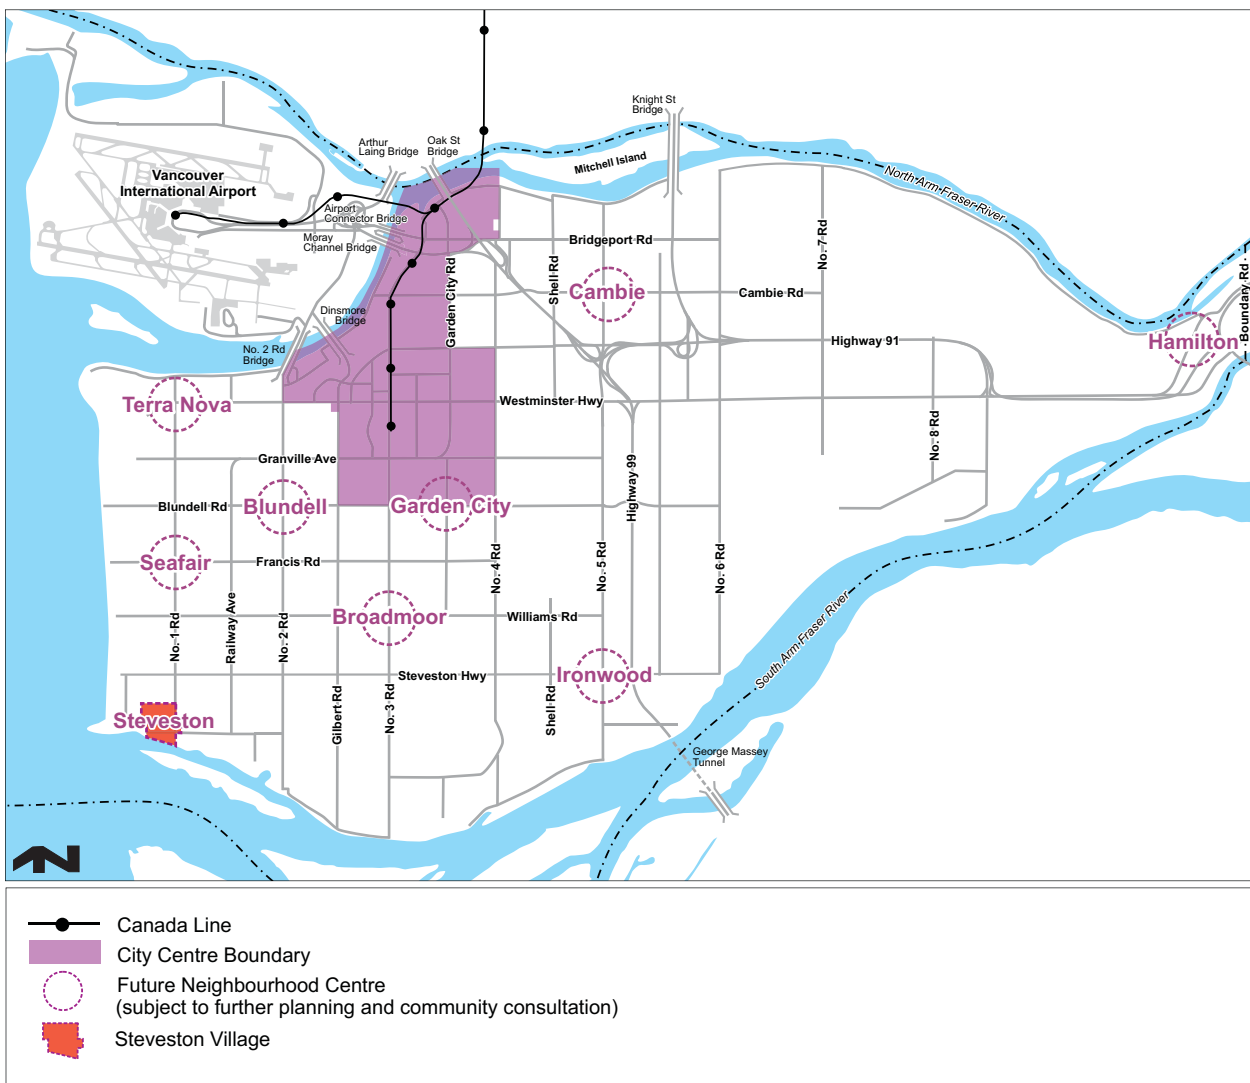 Knight St
Bridge
Arthur
Laing Bridge
Oak St
Bridge
Mitchell Island
Vancouver
International Airport
North Arm Fraser River
Airport
Connector Bridge
Moray
Channel Bridge
Bridgeport Rd
No. 7 Rd
Garden City Rd
Shell Rd
Cambie
Cambie Rd
Boundary Rd
Dinsmore
Bridge
No. 2 Rd
Bridge
Highway 91
Hamilton
Terra Nova
Westminster Hwy
No. 8 Rd
Granville Ave
Highway 99
Blundell Rd
Blundell
Garden City
Seafair
Francis Rd
No. 4 Rd
No. 5 Rd
No. 6 Rd
No. 1 Rd
Railway Ave
No. 2 Rd
Broadmoor
Williams Rd
South Arm Fraser River
Steveston Hwy
Ironwood
Gilbert Rd
No. 3 Rd
Shell Rd
Steveston
George Massey
Tunnel
N
Canada Line
City Centre Boundary
Future Neighbourhood Centre
(subject to further planning and community consultation)
Steveston Village